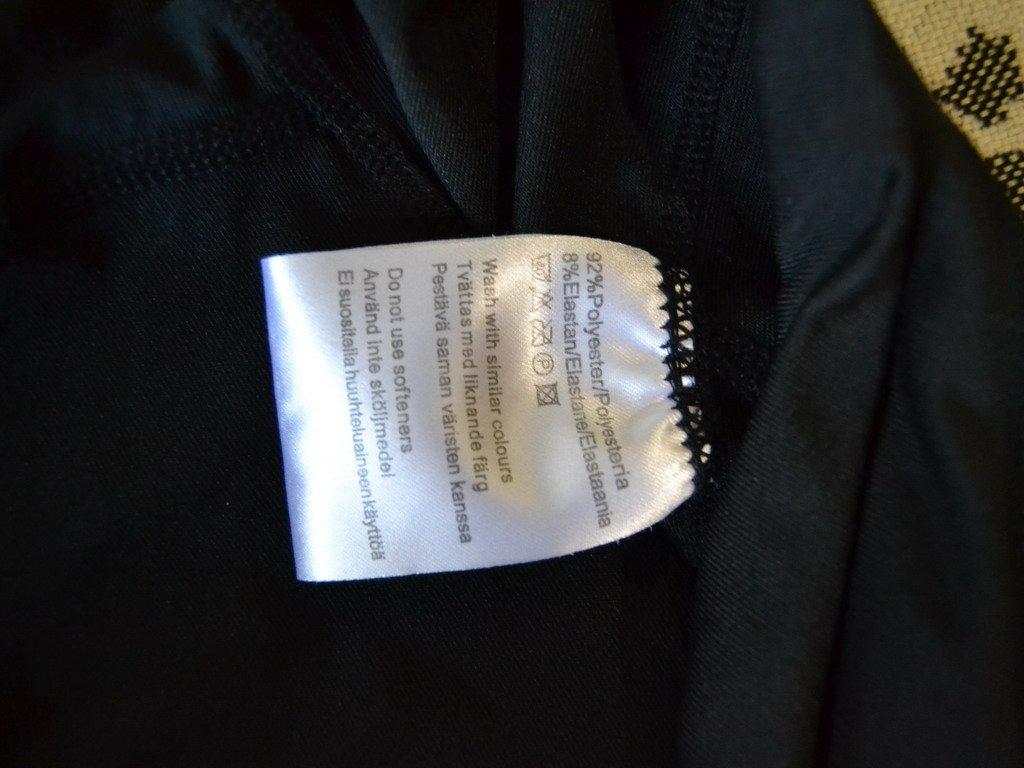 92%Polyester/Polyesteria
8%Elastan/Elastane/Elastaania
Wash with similar colours
Tvättas med liknande färg
Pestävä saman väristen kanssa
Do not use softeners
Använd inte sköljmedel
Ei suositella huuhteluaineen käyttöä